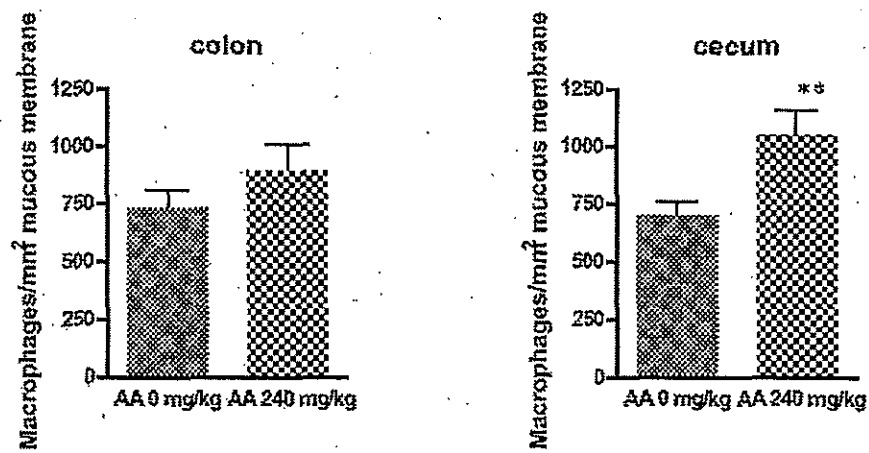 colon
Macrophages/mm² mucous membrane
1250
1000
750
500
250
0
AA 0 mg/kg AA 240 mg/kg
cecum
Macrophages/mm² mucous membrane
1250
1000
750
500
250
0
**
AA 0 mg/kg AA 240 mg/kg